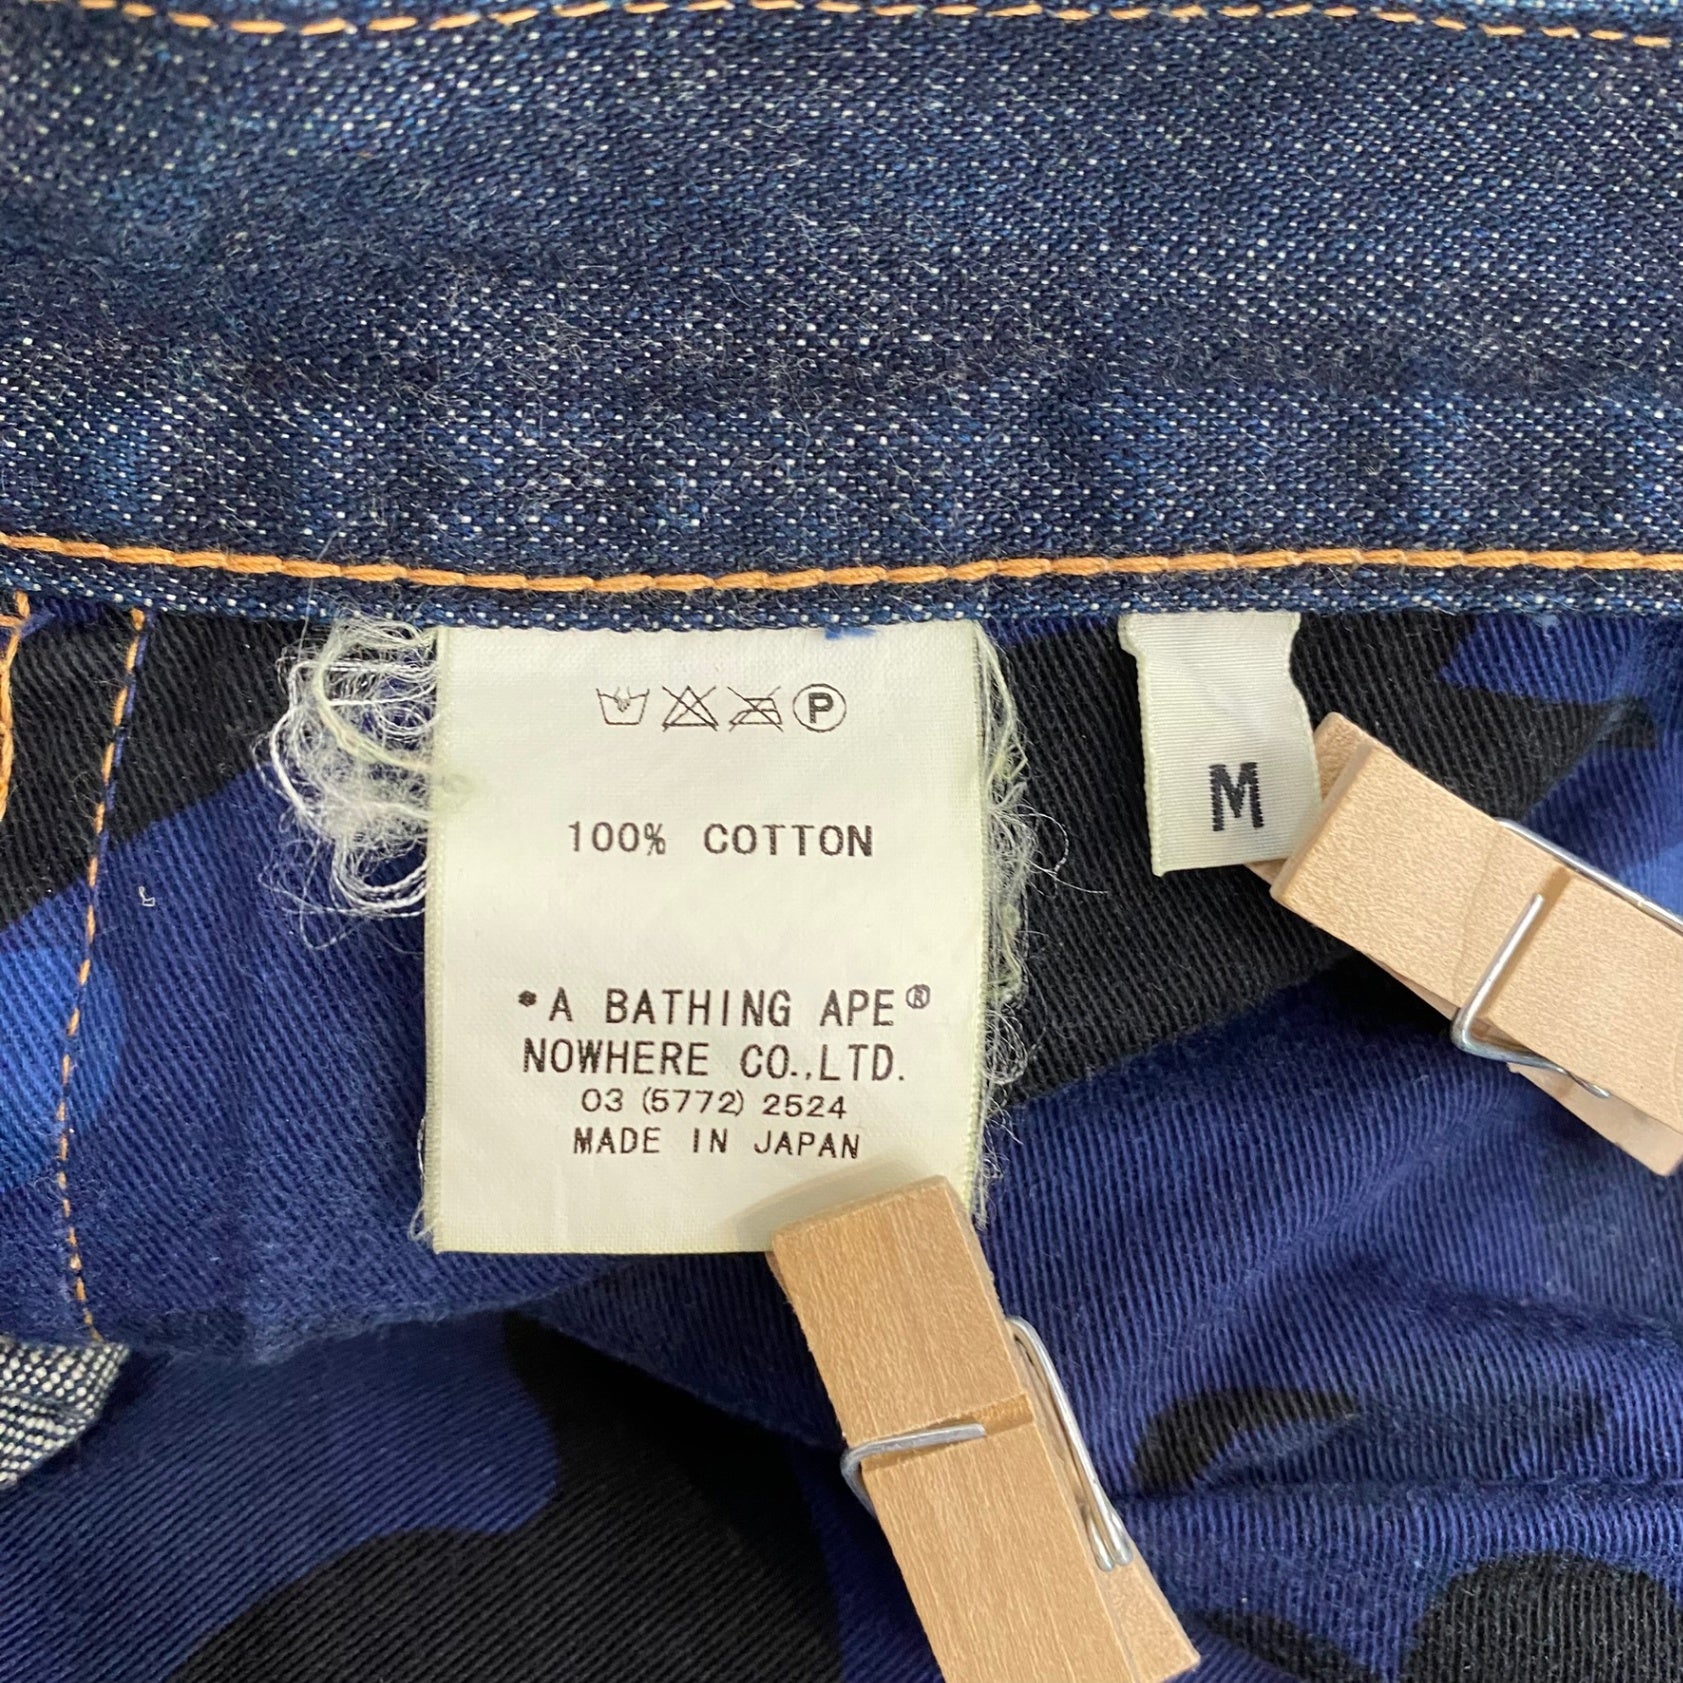 P
100% COTTON
M
*A BATHING APE®
NOWHERE CO.,LTD.
03 (5772) 2524
MADE IN JAPAN